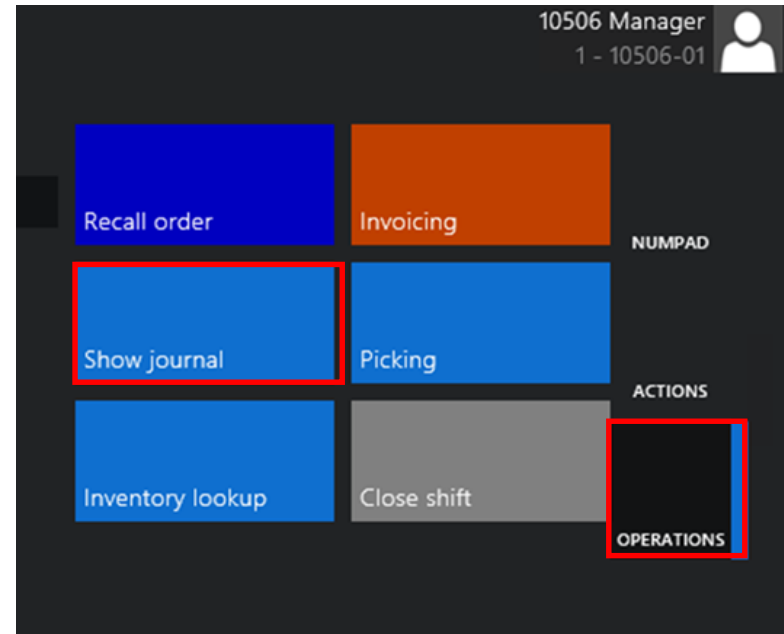 10506 Manager
1 - 10506-01
Recall order
Invoicing
NUMPAD
Show journal
Picking
ACTIONS
Inventory lookup
Close shift
OPERATIONS